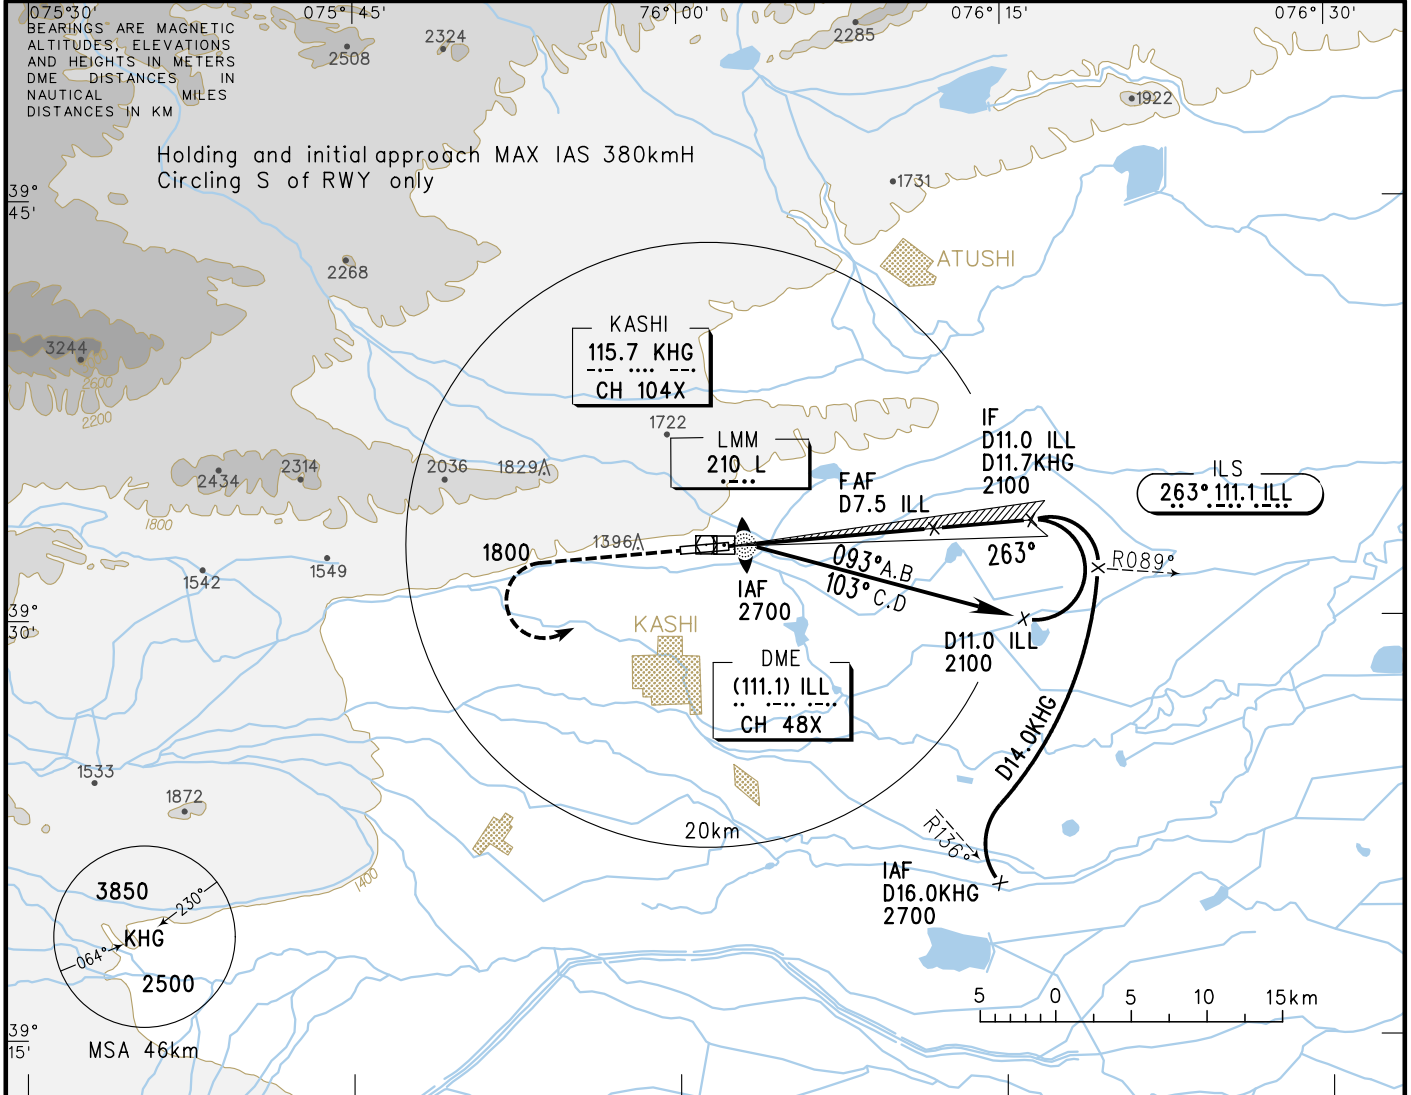 075°30'
075°45'
76°00'
076°15'
076°30'
BEARINGS ARE MAGNETIC
ALTITUDES, ELEVATIONS
AND HEIGHTS IN METERS
DME DISTANCES IN
NAUTICAL MILES
DISTANCES IN KM
2324
2508
2285
1922
Holding and initial approach MAX IAS 380kmH
Circling S of RWY only
1731
39°
45'
2268
ATUSHI
KASHI
115.7 KHG
CH 104X
3244
2600
2200
1722
IF
D11.0 ILL
D11.7KHG
2100
LMM
210 L
ILS
263° 111.1 ILL
2434
2314
2036
1829
FAF
D7.5 ILL
1800
1800
1396
263°
093°A.B
103°C.D
R089°
1542
1549
IAF
2700
39°
30'
KASHI
D11.0 ILL
2100
DME
(111.1) ILL
CH 48X
D14.0KHG
1533
1872
20km
R136°
1400
IAF
D16.0KHG
2700
3850
230°
KHG
064°
2500
5 0 5 10 15km
39°
15'
MSA 46km